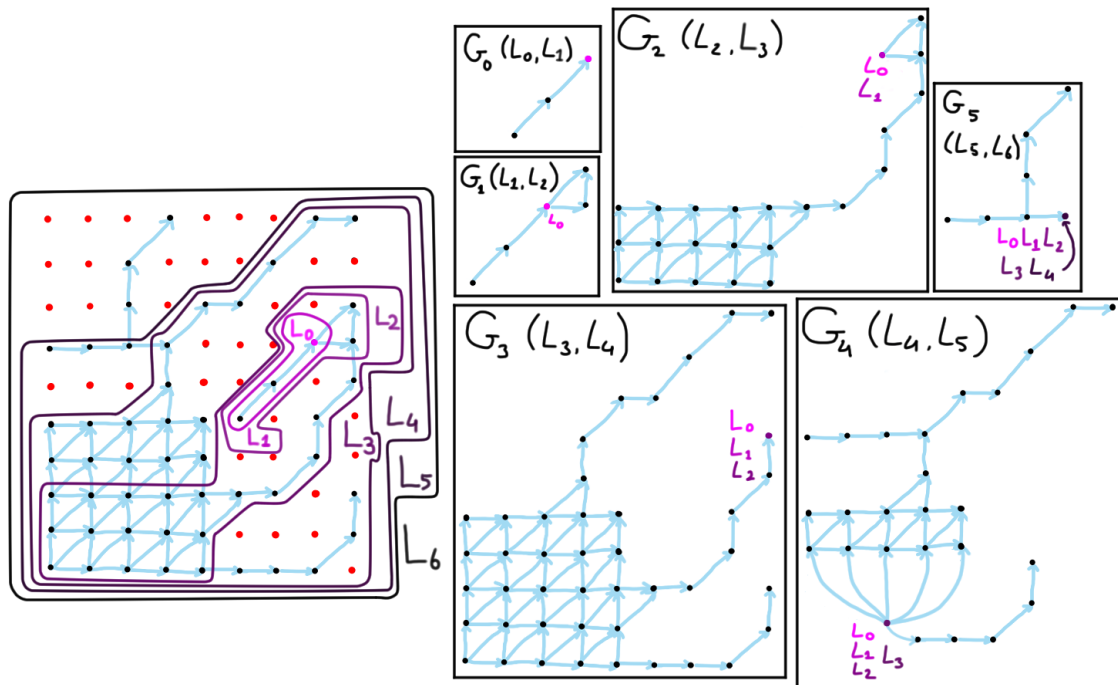 L₀
L₁
L₂
L₃
L₄
L₅
L₆
G₀ (L₀, L₁)
G₁ (L₁, L₂)
L₀
G₂ (L₂, L₃)
L₀
L₁
G₃ (L₃, L₄)
L₀
L₁
L₂
G₄ (L₄, L₅)
L₀
L₁ L₃
L₂
G₅
(L₅, L₆)
L₀ L₁ L₂
L₃ L₄